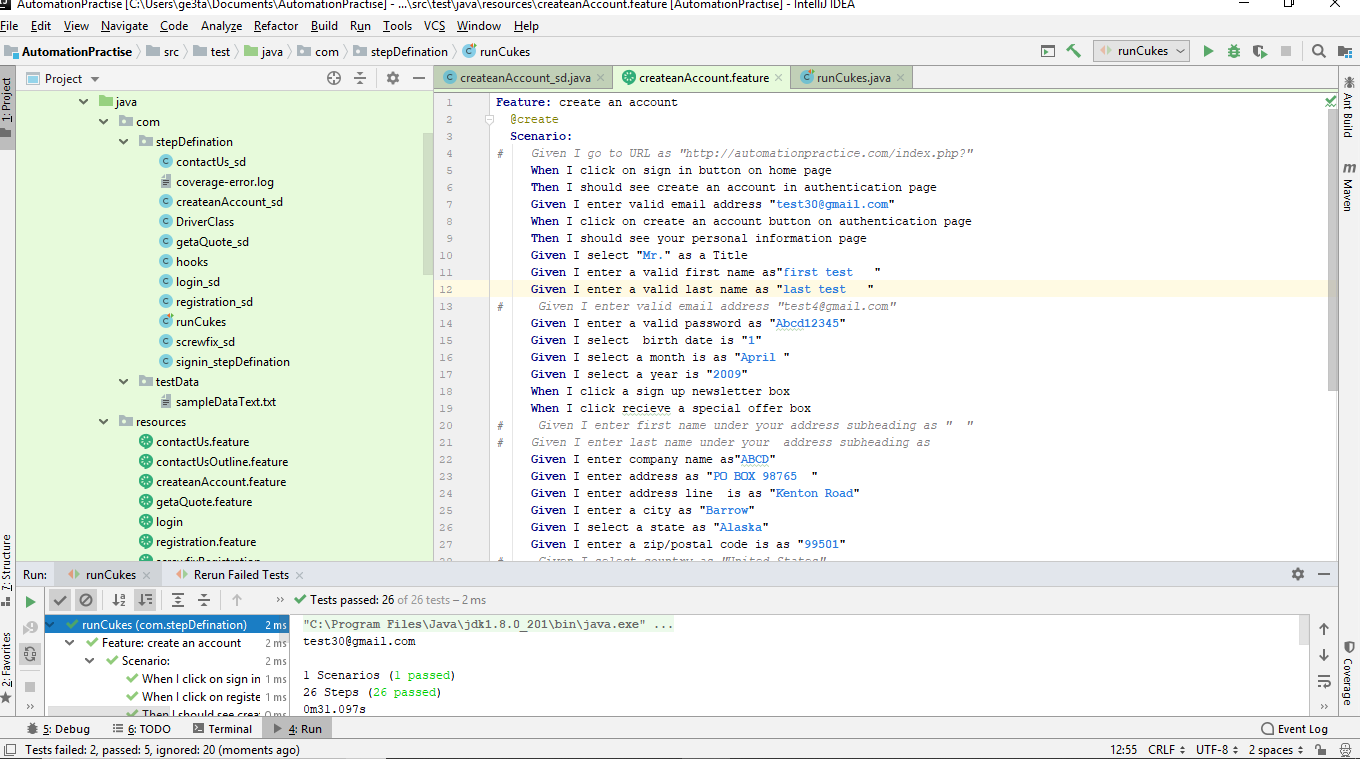 AutomationPractise [C:\Users\ge3ta\Documents\AutomationPractise] - ...\src\test\java\resources\createanAccount.feature [AutomationPractise] - IntelliJ IDEA
File Edit View Navigate Code Analyze Refactor Build Run Tools VCS Window Help
AutomationPractise src test java com stepDefination runCukes
runCukes
1: Project
Project
createanAccount_sd.java
createanAccount.feature
runCukes.java
Ant Build
Maven
java
com
stepDefination
contactUs_sd
coverage-error.log
createanAccount_sd
DriverClass
getaQuote_sd
hooks
login_sd
registration_sd
runCukes
screwfix_sd
signin_stepDefination
testData
sampleDataText.txt
resources
contactUs.feature
contactUsOutline.feature
createanAccount.feature
getaQuote.feature
login
registration.feature
screwfixRegistration
1 Feature: create an account
2 @create
3 Scenario:
4 # Given I go to URL as "http://automationpractice.com/index.php?"
5 When I click on sign in button on home page
6 Then I should see create an account in authentication page
7 Given I enter valid email address "test30@gmail.com"
8 When I click on create an account button on authentication page
9 Then I should see your personal information page
10 Given I select "Mr." as a Title
11 Given I enter a valid first name as"first test   "
12 Given I enter a valid last name as "last test   "
13 # Given I enter valid email address "test4@gmail.com"
14 Given I enter a valid password as "Abcd12345"
15 Given I select  birth date is "1"
16 Given I select a month is as "April "
17 Given I select a year is "2009"
18 When I click a sign up newsletter box
19 When I click recieve a special offer box
20 # Given I enter first name under your address subheading as "  "
21 # Given I enter last name under your  address subheading as
22 Given I enter company name as"ABCD"
23 Given I enter address as "PO BOX 98765  "
24 Given I enter address line  is as "Kenton Road"
25 Given I enter a city as "Barrow"
26 Given I select a state as "Alaska"
27 Given I enter a zip/postal code is as "99501"
28 # Given I select country as "United States"
7: Structure
2: Favorites
Run: runCukes Rerun Failed Tests
Tests passed: 26 of 26 tests – 2 ms
runCukes (com.stepDefination) 2 ms
Feature: create an account 2 ms
Scenario: 2 ms
When I click on sign in 1 ms
When I click on registe 1 ms
Then I should see crea 0 ms
"C:\Program Files\Java\jdk1.8.0_201\bin\java.exe" ...
test30@gmail.com
1 Scenarios (1 passed)
26 Steps (26 passed)
0m31.097s
Coverage
5: Debug 6: TODO Terminal 4: Run Event Log
Tests failed: 2, passed: 5, ignored: 20 (moments ago) 12:55 CRLF UTF-8 2 spaces